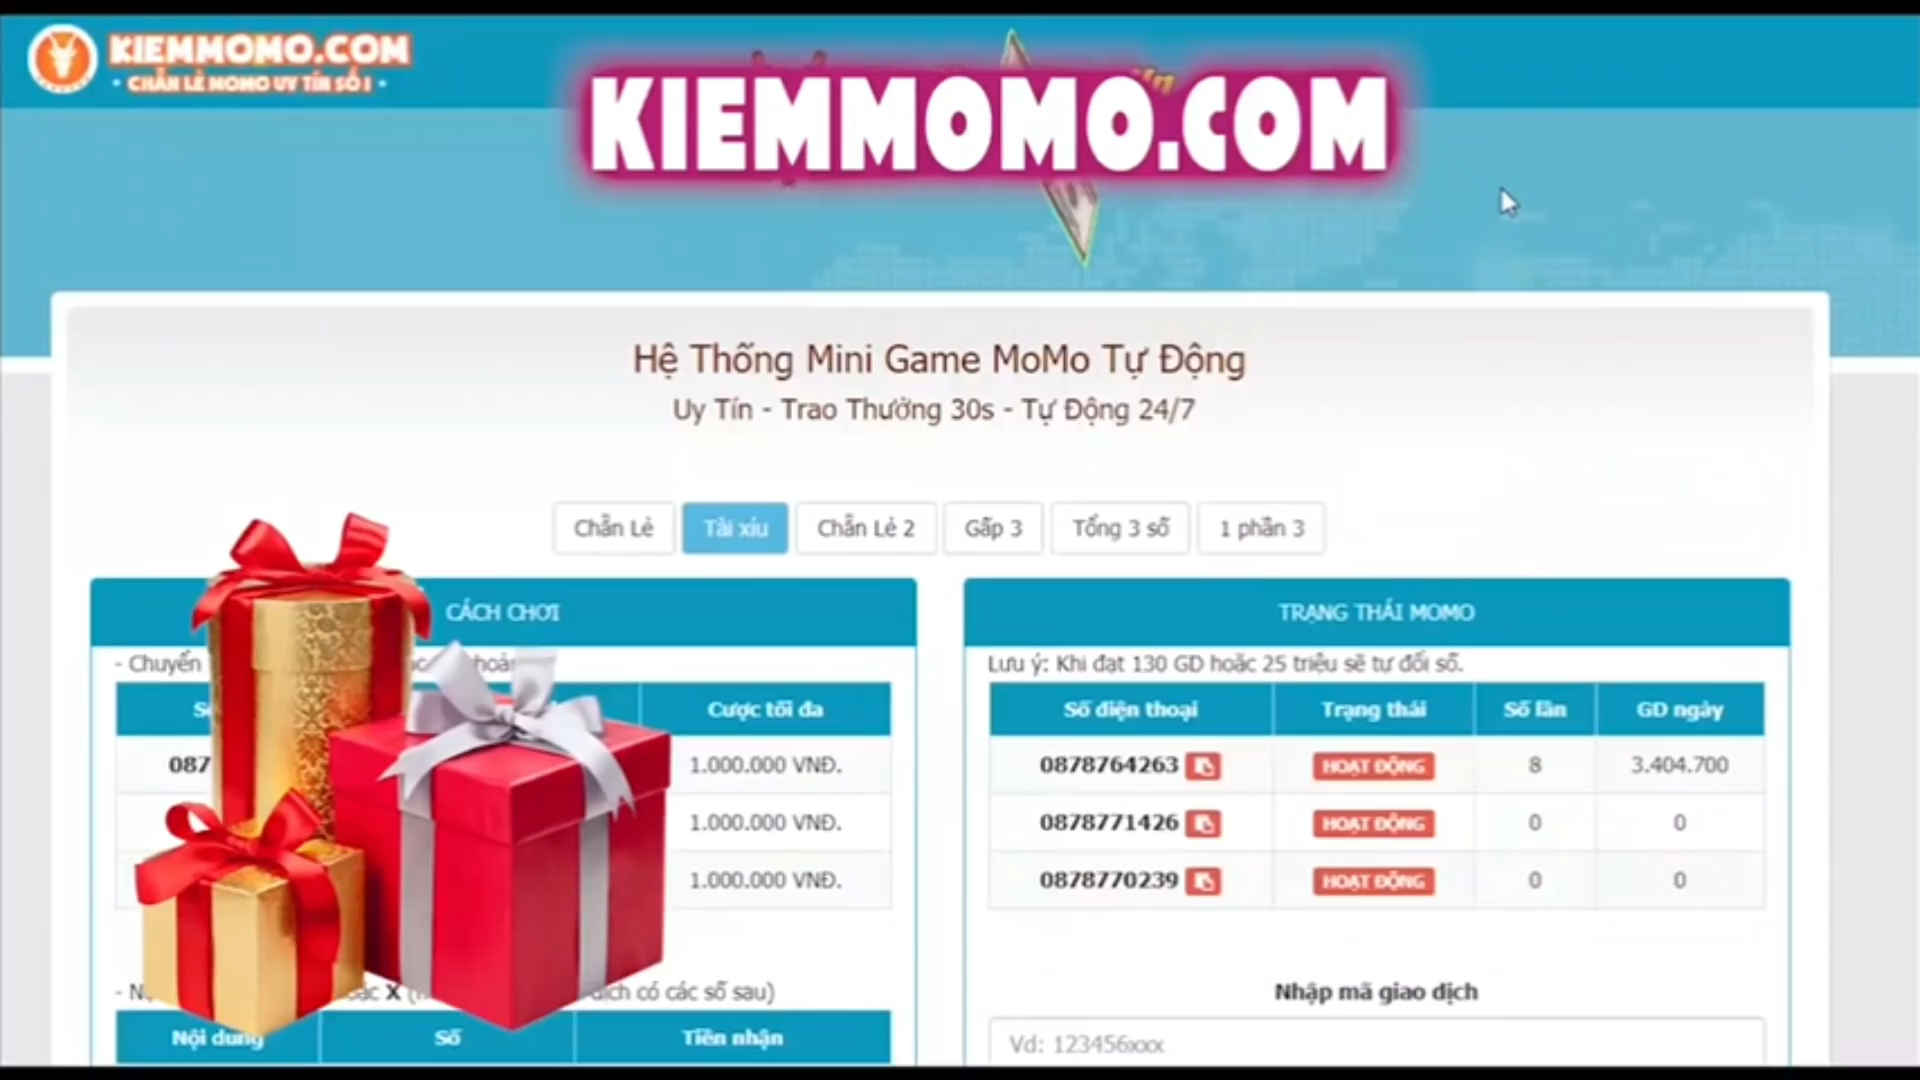 KIEMMOMO.COM
• CHẴN LẺ MOMO UY TÍN SỐ 1 •
KIEMMOMO.COM
Hệ Thống Mini Game MoMo Tự Động
Uy Tín - Trao Thưởng 30s - Tự Động 24/7
Chẵn Lẻ
Tài xỉu
Chẵn Lẻ 2
Gấp 3
Tổng 3 số
1 phần 3
CÁCH CHƠI
- Chuyển
Cược tối đa
087
1.000.000 VNĐ.
1.000.000 VNĐ.
1.000.000 VNĐ.
X
có các số sau)
Nội dung Số Tiền nhận
TRẠNG THÁI MOMO
Lưu ý: Khi đạt 130 GD hoặc 25 triệu sẽ tự đổi số.
Số điện thoại Trạng thái Số lần GD ngày
0878764263 HOẠT ĐỘNG 8 3.404.700
0878771426 HOẠT ĐỘNG 0 0
0878770239 HOẠT ĐỘNG 0 0
Nhập mã giao dịch
Vd: 123456xxx